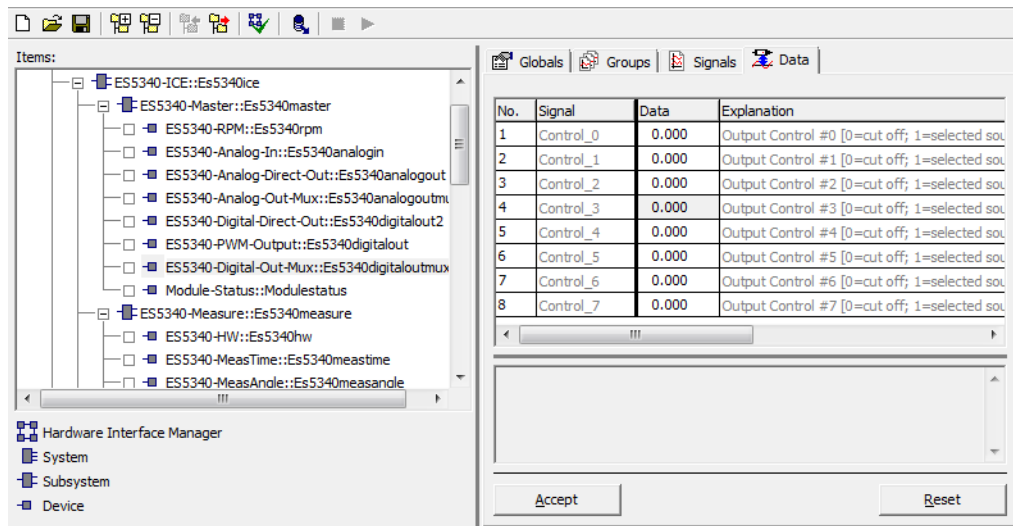 Items:
ES5340-ICE::Es5340ice
ES5340-Master::Es5340master
ES5340-RPM::Es5340rpm
ES5340-Analog-In::Es5340analogin
ES5340-Analog-Direct-Out::Es5340analogout
ES5340-Analog-Out-Mux::Es5340analogoutmu
ES5340-Digital-Direct-Out::Es5340digitalout2
ES5340-PWM-Output::Es5340digitalout
ES5340-Digital-Out-Mux::Es5340digitaloutmux
Module-Status::Modulestatus
ES5340-Measure::Es5340measure
ES5340-HW::Es5340hw
ES5340-MeasTime::Es5340meastime
ES5340-MeasAngle::Es5340measangle
Hardware Interface Manager
System
Subsystem
Device
Globals Groups Signals Data
No. Signal Data Explanation
1 Control_0 0.000 Output Control #0 [0=cut off; 1=selected sou
2 Control_1 0.000 Output Control #1 [0=cut off; 1=selected sou
3 Control_2 0.000 Output Control #2 [0=cut off; 1=selected sou
4 Control_3 0.000 Output Control #3 [0=cut off; 1=selected sou
5 Control_4 0.000 Output Control #4 [0=cut off; 1=selected sou
6 Control_5 0.000 Output Control #5 [0=cut off; 1=selected sou
7 Control_6 0.000 Output Control #6 [0=cut off; 1=selected sou
8 Control_7 0.000 Output Control #7 [0=cut off; 1=selected sou
Accept Reset